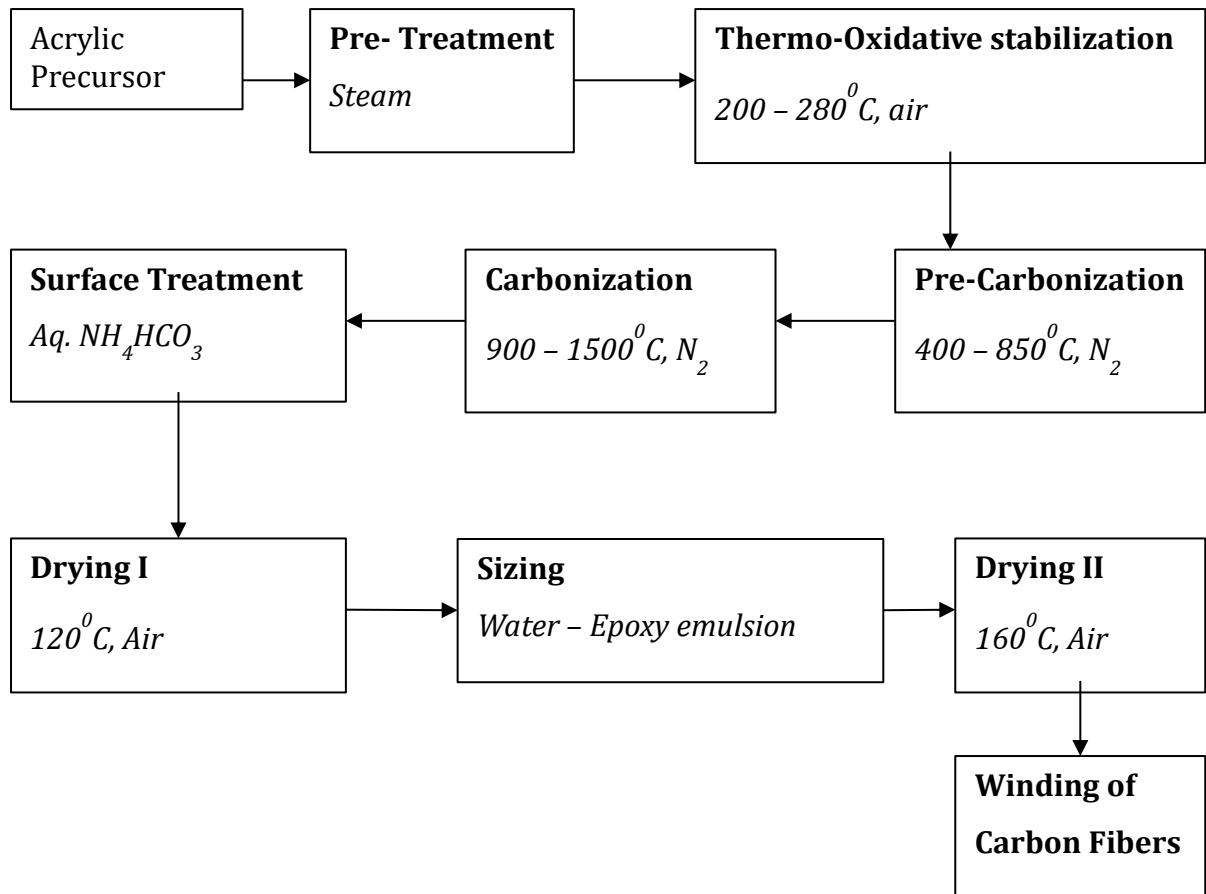 Acrylic
Precursor
Pre- Treatment
Steam
Thermo-Oxidative stabilization
200 – 280⁰C, air
Pre-Carbonization
400 – 850⁰C, N₂
Carbonization
900 – 1500⁰C, N₂
Surface Treatment
Aq. NH₄HCO₃
Drying I
120⁰C, Air
Sizing
Water – Epoxy emulsion
Drying II
160⁰C, Air
Winding of
Carbon Fibers